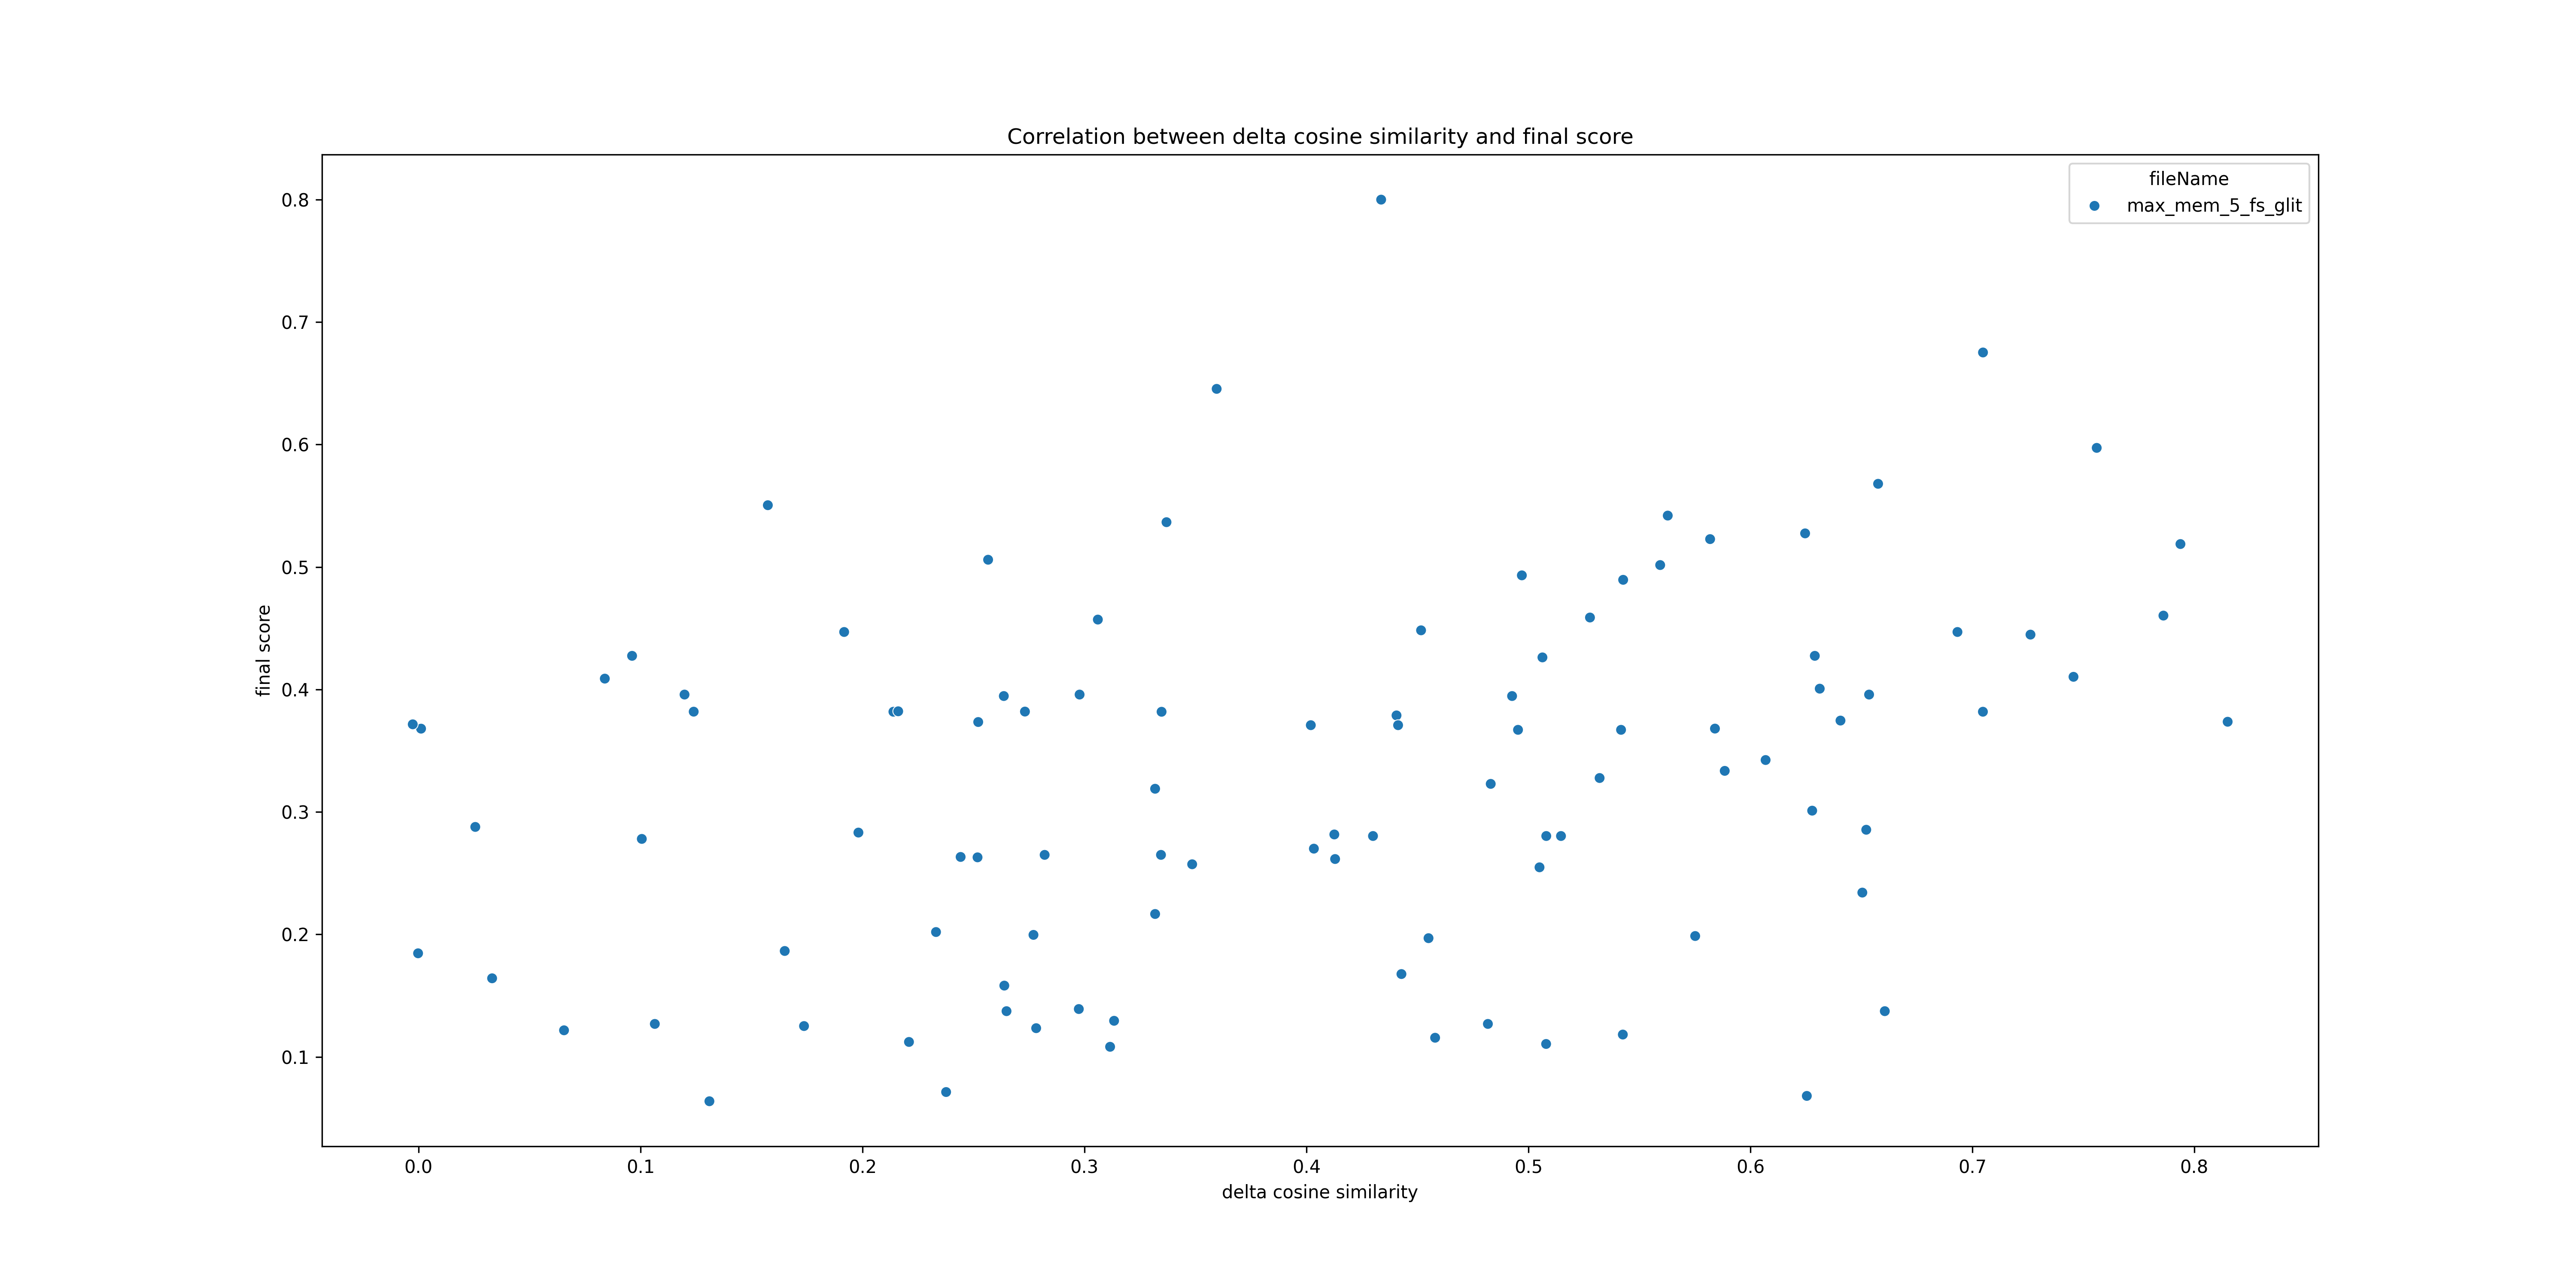 Correlation between delta cosine similarity and final score
fileName
max_mem_5_fs_glit
0.8
0.7
0.6
0.5
0.4
0.3
0.2
0.1
final score
0.0 0.1 0.2 0.3 0.4 0.5 0.6 0.7 0.8
delta cosine similarity